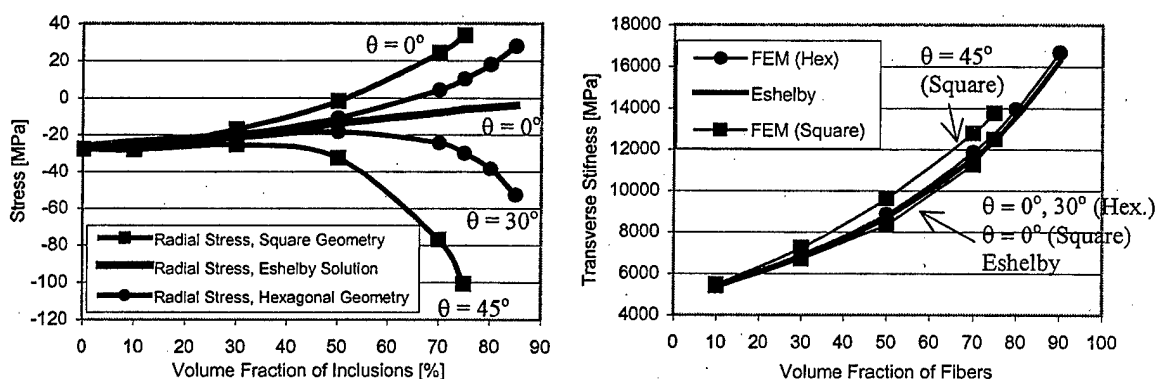 40
20
0
-20
-40
-60
-80
-100
-120
Stress [MPa]
θ = 0°
θ = 0°
θ = 30°
θ = 45°
Radial Stress, Square Geometry
Radial Stress, Eshelby Solution
Radial Stress, Hexagonal Geometry
0 10 20 30 40 50 60 70 80 90
Volume Fraction of Inclusions [%]
18000
16000
14000
12000
10000
8000
6000
4000
Transverse Stifness [MPa]
FEM (Hex)
Eshelby
FEM (Square)
θ = 45°
(Square)
θ = 0°, 30° (Hex.)
θ = 0° (Square)
Eshelby
0 10 20 30 40 50 60 70 80 90 100
Volume Fraction of Fibers